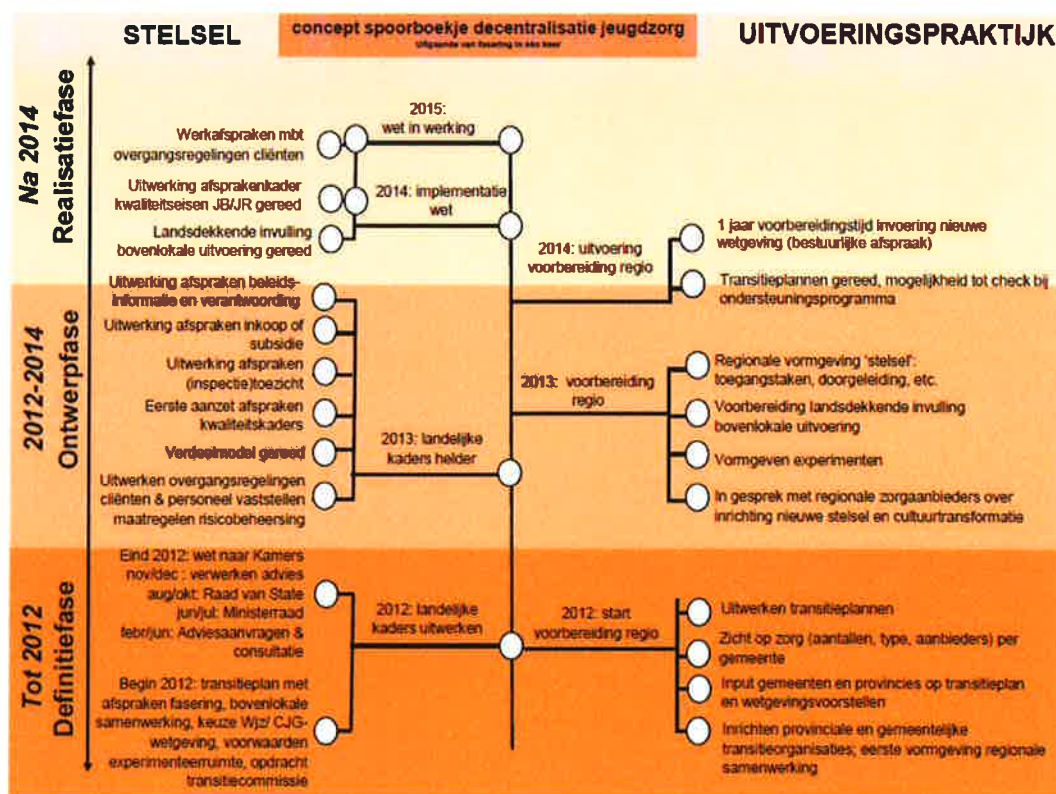 STELSEL
concept spoorboekje decentralisatie jeugdzorg
Uitgaande van fasering in één keer
UITVOERINGSPRAKTIJK
Na 2014
Realisatiefase
2015:
wet in werking
Werkafspraken mbt
overgangsregelingen cliënten
Uitwerking afsprakenkader
kwaliteitseisen JB/JR gereed
2014: implementatie
wet
Landsdekkende invulling
bovenlokale uitvoering gereed
2014: uitvoering
voorbereiding regio
1 jaar voorbereidingstijd invoering nieuwe
wetgeving (bestuurlijke afspraak)
Transitieplannen gereed, mogelijkheid tot check bij
ondersteuningsprogramma
2012-2014
Ontwerpfase
Uitwerking afspraken beleids-
informatie en verantwoording
Uitwerking afspraken inkoop of
subsidie
Uitwerking afspraken
(inspectie)toezicht
Eerste aanzet afspraken
kwaliteitskaders
Verdeelmodel gereed
Uitwerken overgangsregelingen
cliënten & personeel vaststellen
maatregelen risicobeheersing
2013: landelijke
kaders helder
2013: voorbereiding
regio
Regionale vormgeving 'stelsel':
toegangstaken, doorgeleiding, etc.
Voorbereiding landsdekkende invulling
bovenlokale uitvoering
Vormgeven experimenten
In gesprek met regionale zorgaanbieders over
inrichting nieuwe stelsel en cultuurtransformatie
Tot 2012
Definitiefase
Eind 2012: wet naar Kamers
nov/dec : verwerken advies
aug/okt: Raad van State
jun/jul: Ministerraad
febr/jun: Adviesaanvragen &
consultatie
Begin 2012: transitieplan met
afspraken fasering, bovenlokale
samenwerking, keuze Wjz/ CJG-
wetgeving, voorwaarden
experimenteerruimte, opdracht
transitiecommissie
2012: landelijke
kaders uitwerken
2012: start
voorbereiding regio
Uitwerken transitieplannen
Zicht op zorg (aantallen, type, aanbieders) per
gemeente
Input gemeenten en provincies op transitieplan
en wetgevingsvoorstellen
Inrichten provinciale en gemeentelijke
transitieorganisaties; eerste vormgeving regionale
samenwerking